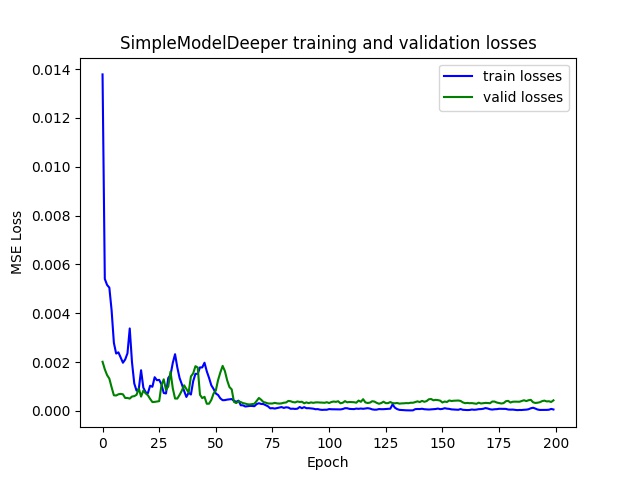 SimpleModelDeeper training and validation losses
train losses
valid losses
MSE Loss
0.014
0.012
0.010
0.008
0.006
0.004
0.002
0.000
0 25 50 75 100 125 150 175 200
Epoch